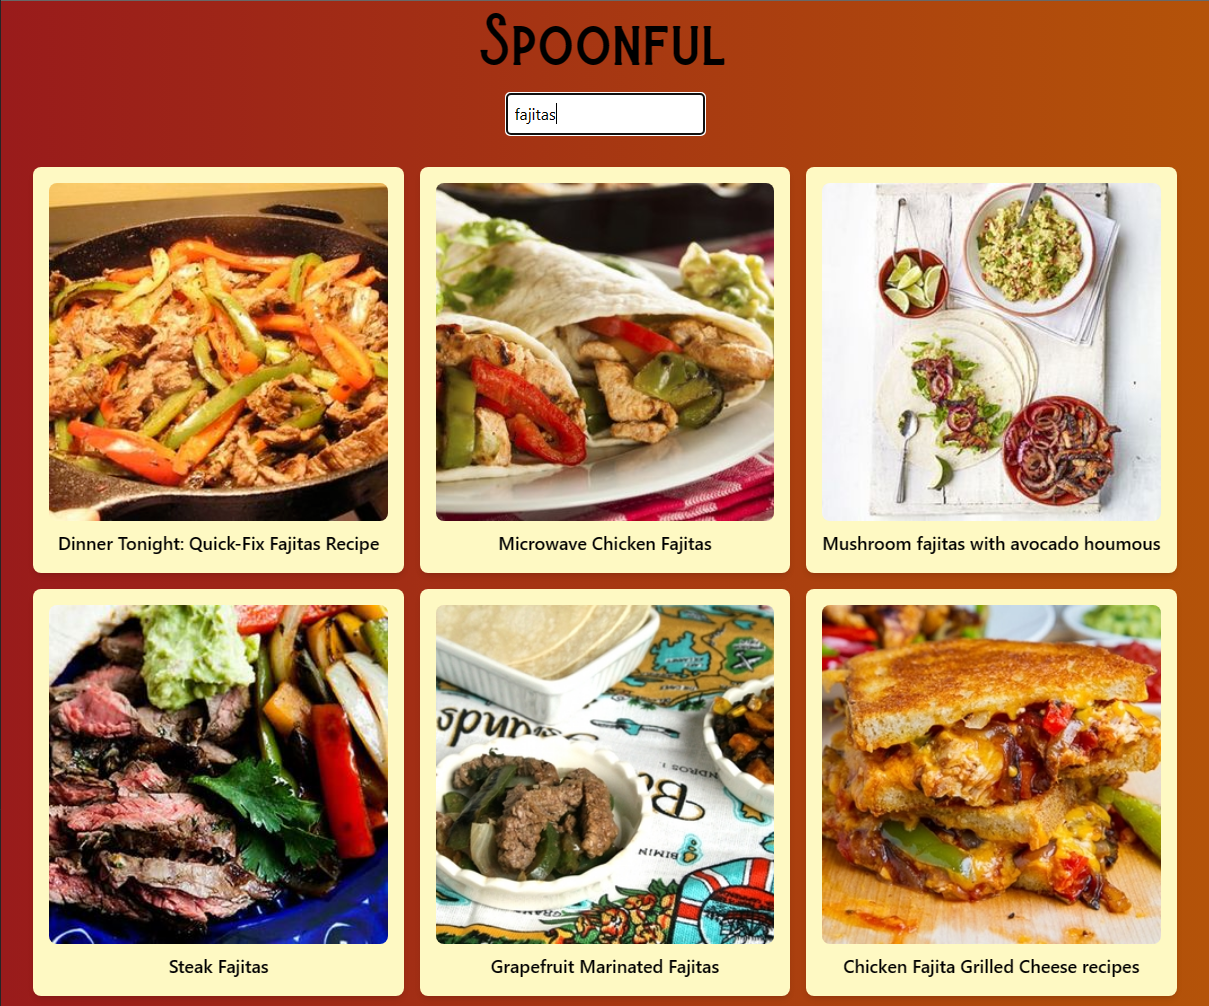 Spoonful
fajitas
Dinner Tonight: Quick-Fix Fajitas Recipe
Microwave Chicken Fajitas
Mushroom fajitas with avocado houmous
Steak Fajitas
Grapefruit Marinated Fajitas
Chicken Fajita Grilled Cheese recipes
BIMIN